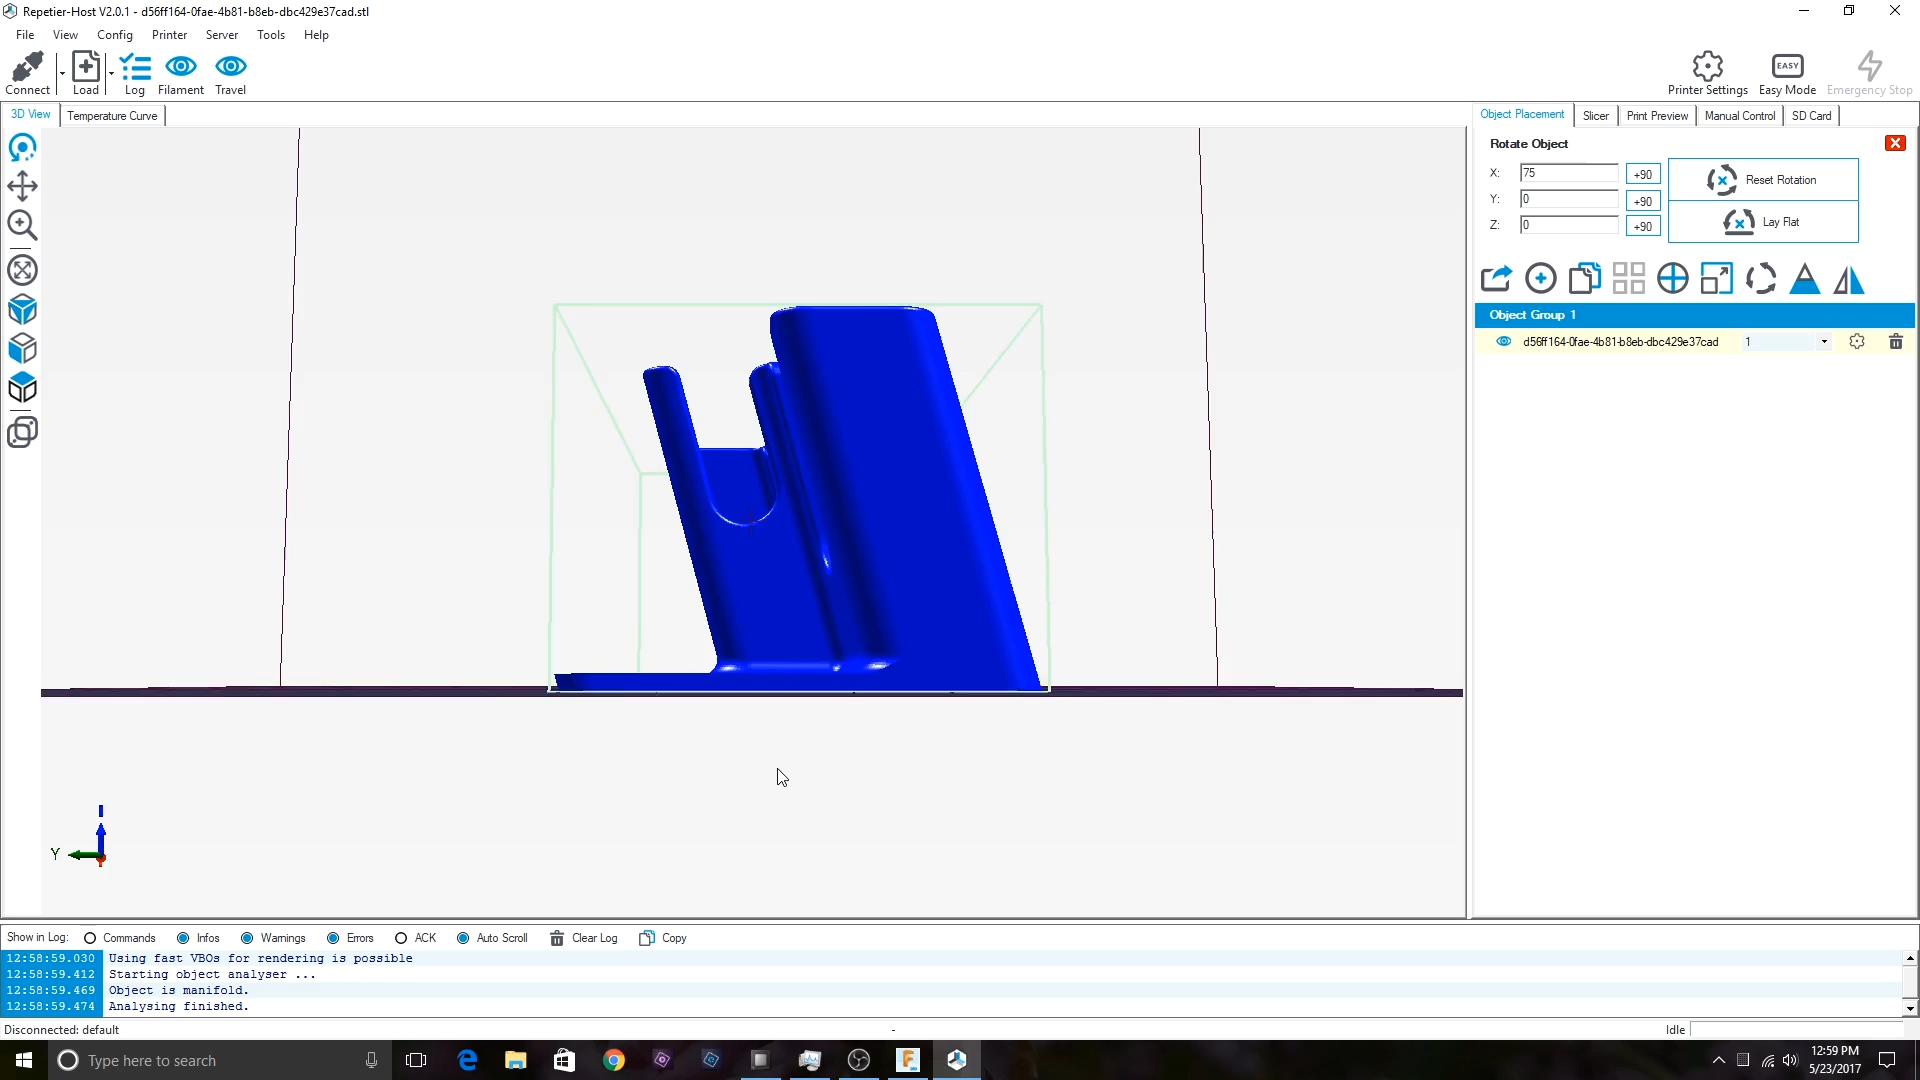 Repetier-Host V2.0.1 - d56ff164-0fae-4b81-b8eb-dbc429e37cad.stl
File View Config Printer Server Tools Help
Connect Load Log Filament Travel
Printer Settings EASY Easy Mode Emergency Stop
3D View Temperature Curve
Object Placement Slicer Print Preview Manual Control SD Card
Rotate Object
X: 75 +90 Reset Rotation
Y: 0 +90
Z: 0 +90 Lay Flat
Object Group 1
d56ff164-0fae-4b81-b8eb-dbc429e37cad 1
Y
Show in Log: Commands Infos Warnings Errors ACK Auto Scroll Clear Log Copy
12:58:59.030 Using fast VBOs for rendering is possible
12:58:59.412 Starting object analyser ...
12:58:59.469 Object is manifold.
12:58:59.474 Analysing finished.
Disconnected: default - Idle
Type here to search
12:59 PM
5/23/2017